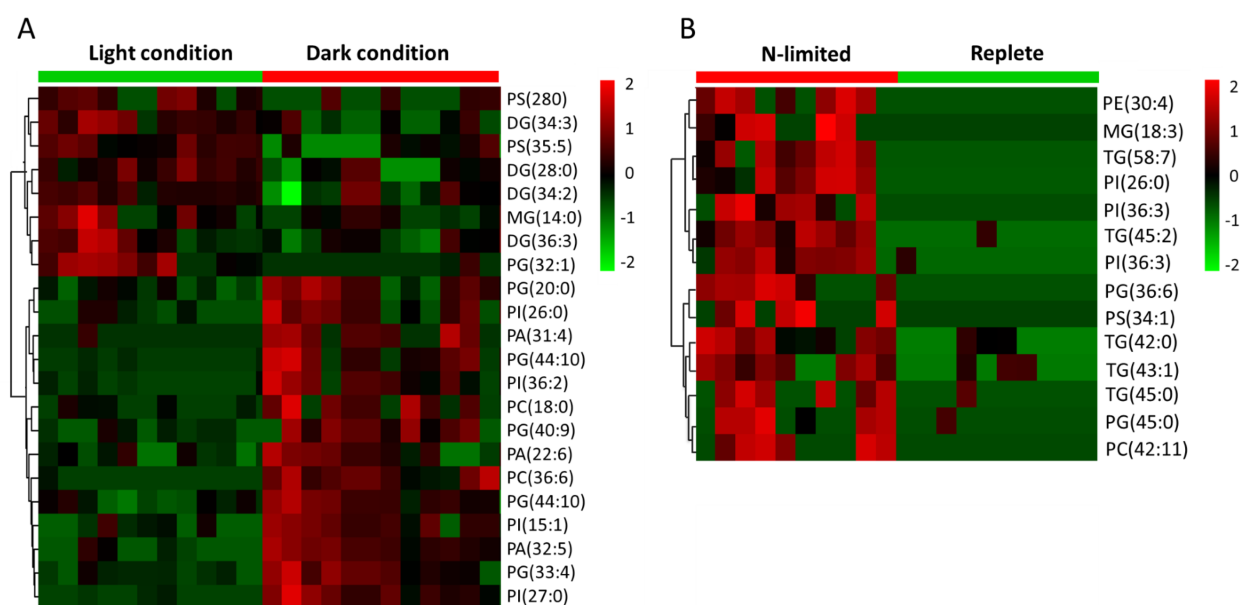 A
Light condition
Dark condition
PS(280)
DG(34:3)
PS(35:5)
DG(28:0)
DG(34:2)
MG(14:0)
DG(36:3)
PG(32:1)
PG(20:0)
PI(26:0)
PA(31:4)
PG(44:10)
PI(36:2)
PC(18:0)
PG(40:9)
PA(22:6)
PC(36:6)
PG(44:10)
PI(15:1)
PA(32:5)
PG(33:4)
PI(27:0)
2
1
0
-1
-2
B
N-limited
Replete
PE(30:4)
MG(18:3)
TG(58:7)
PI(26:0)
PI(36:3)
TG(45:2)
PI(36:3)
PG(36:6)
PS(34:1)
TG(42:0)
TG(43:1)
TG(45:0)
PG(45:0)
PC(42:11)
2
1
0
-1
-2